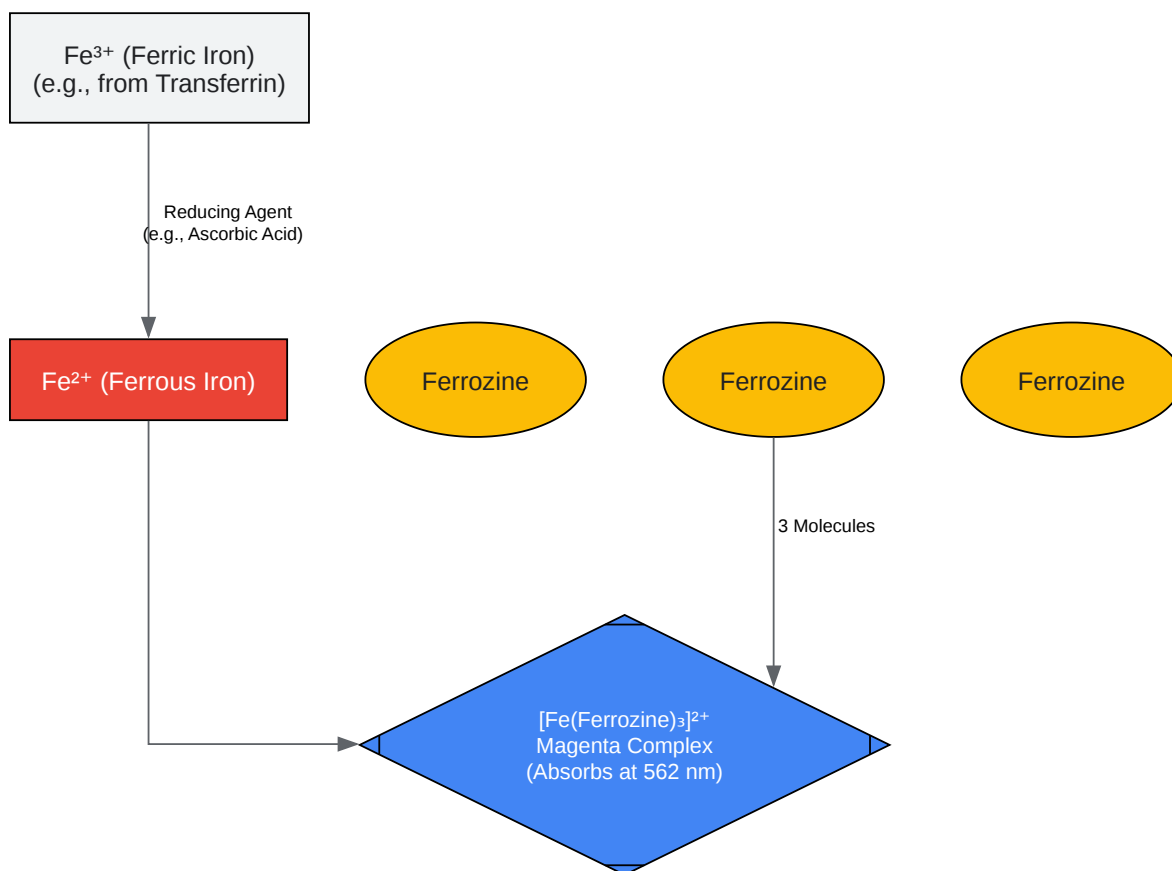 Fe³⁺ (Ferric Iron)
(e.g., from Transferrin)
Reducing Agent
(e.g., Ascorbic Acid)
Fe²⁺ (Ferrous Iron)
Ferrozine
Ferrozine
Ferrozine
3 Molecules
[Fe(Ferrozine)₃]²⁺
Magenta Complex
(Absorbs at 562 nm)